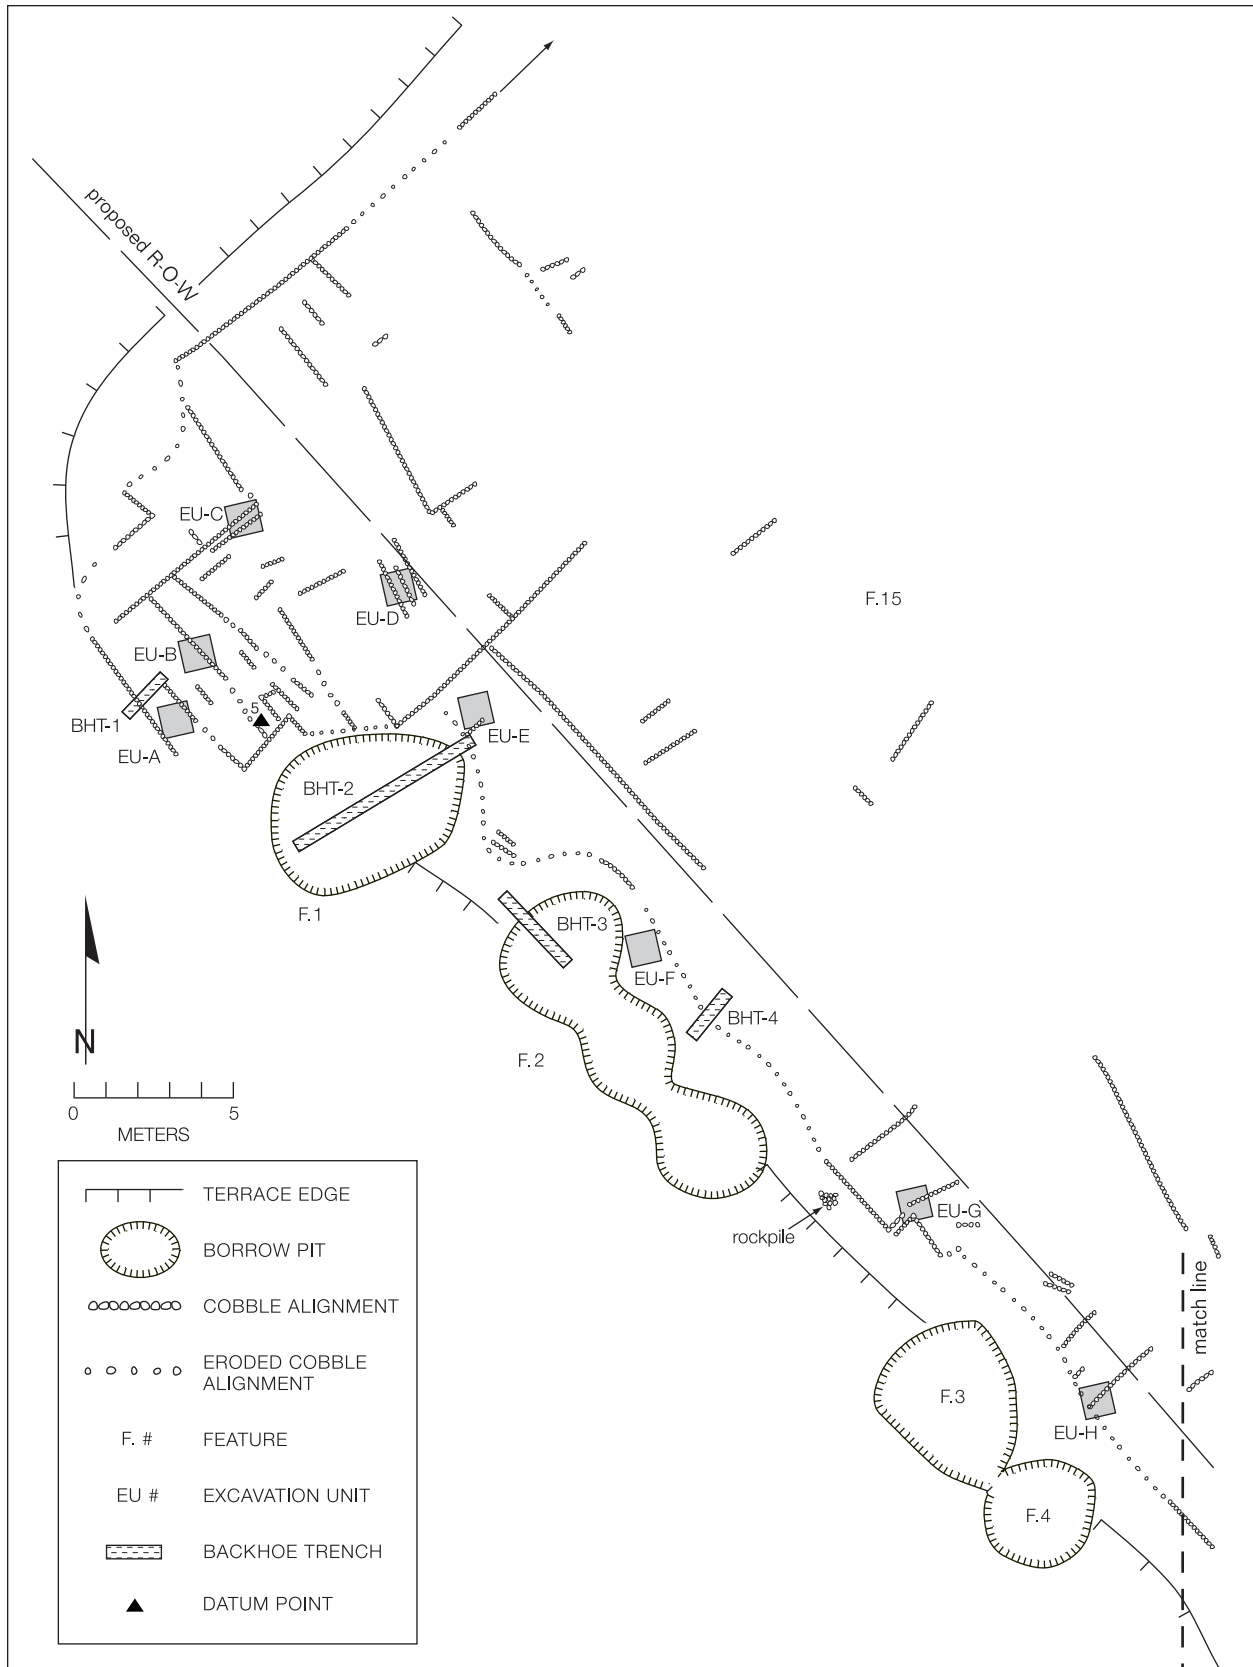 proposed R-O-W
EU-C
EU-D
F.15
EU-B
5
BHT-1
EU-A
EU-E
BHT-2
F.1
BHT-3
EU-F
BHT-4
F.2
N
0 5
METERS
EU-G
rockpile
match line
F.3
EU-H
F.4
TERRACE EDGE
BORROW PIT
COBBLE ALIGNMENT
ERODED COBBLE
ALIGNMENT
F. # FEATURE
EU # EXCAVATION UNIT
BACKHOE TRENCH
DATUM POINT